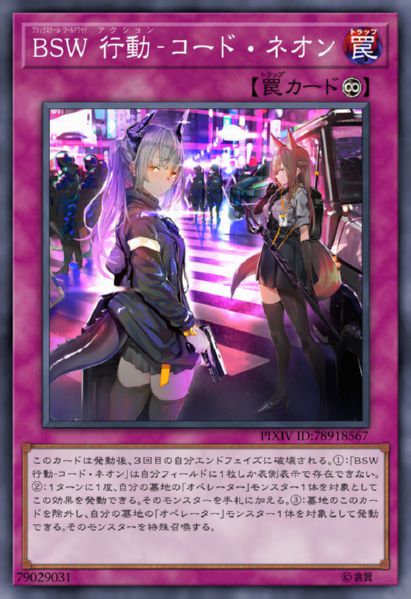 ブラックスチール・ワールドワイド アクション
BSW 行動-コード・ネオン
トラップ
罠
トラップ
【罠カード】
PIXIV ID:78918567
このカードは発動後、3回目の自分エンドフェイズに破壊される。①:「BSW
行動-コード・ネオン」は自分フィールドに1枚しか表側表示で存在できない。
②:1ターンに1度、自分の墓地の「オペレーター」モンスター1体を対象として
この効果を発動できる。そのモンスターを手札に加える。③:墓地のこのカー
ドを除外し、自分の墓地の「オペレーター」モンスター1体を対象として発動で
きる。そのモンスターを特殊召喚する。
79029031